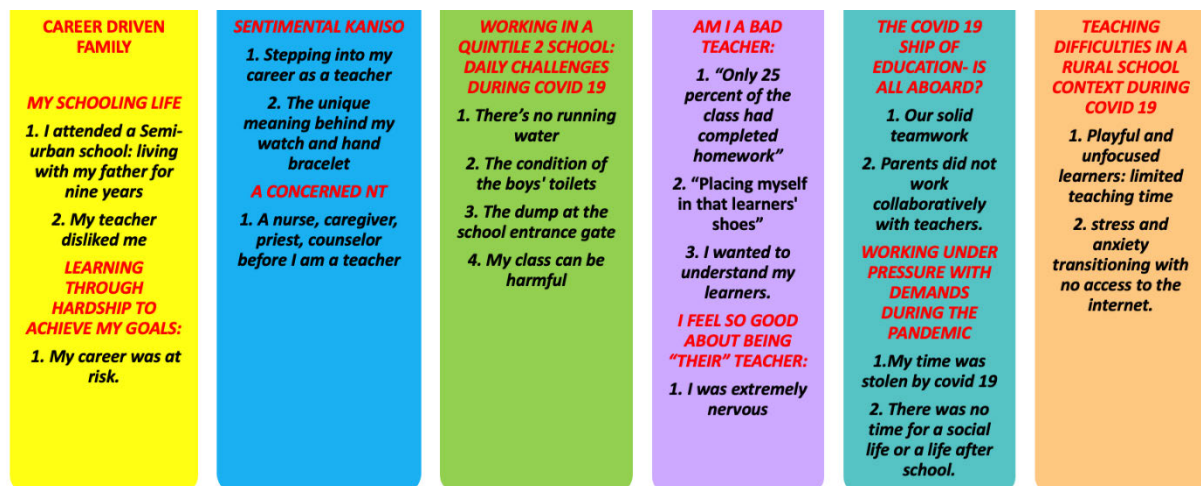 CAREER DRIVEN
FAMILY
MY SCHOOLING LIFE
1. I attended a Semi-
urban school: living
with my father for
nine years
2. My teacher
disliked me
LEARNING
THROUGH
HARDSHIP TO
ACHIEVE MY GOALS:
1. My career was at
risk.
SENTIMENTAL KANISO
1. Stepping into my
career as a teacher
2. The unique
meaning behind my
watch and hand
bracelet
A CONCERNED NT
1. A nurse, caregiver,
priest, counselor
before I am a teacher
WORKING IN A
QUINTILE 2 SCHOOL:
DAILY CHALLENGES
DURING COVID 19
1. There's no running
water
2. The condition of
the boys' toilets
3. The dump at the
school entrance gate
4. My class can be
harmful
AM I A BAD
TEACHER:
1. "Only 25
percent of the
class had
completed
homework"
2. "Placing myself
in that learners'
shoes"
3. I wanted to
understand my
learners.
I FEEL SO GOOD
ABOUT BEING
"THEIR" TEACHER:
1. I was extremely
nervous
THE COVID 19
SHIP OF
EDUCATION- IS
ALL ABOARD?
1. Our solid
teamwork
2. Parents did not
work
collaboratively
with teachers.
WORKING UNDER
PRESSURE WITH
DEMANDS
DURING THE
PANDEMIC
1.My time was
stolen by covid 19
2. There was no
time for a social
life or a life after
school.
TEACHING
DIFFICULTIES IN A
RURAL SCHOOL
CONTEXT DURING
COVID 19
1. Playful and
unfocused
learners: limited
teaching time
2. stress and
anxiety
transitioning with
no access to the
internet.